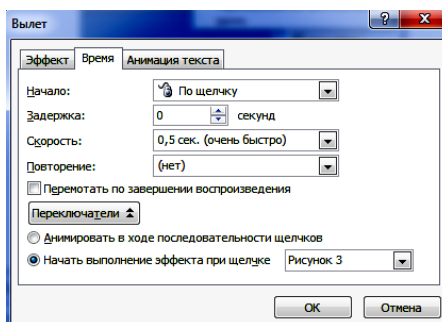 Вылет
Эффект Время Анимация текста
Начало: По щелчку
Задержка: 0 секунд
Скорость: 0,5 сек. (очень быстро)
Повторение: (нет)
Перемотать по завершении воспроизведения
Переключатели
Анимировать в ходе последовательности щелчков
Начать выполнение эффекта при щелчке Рисунок 3
ОК Отмена